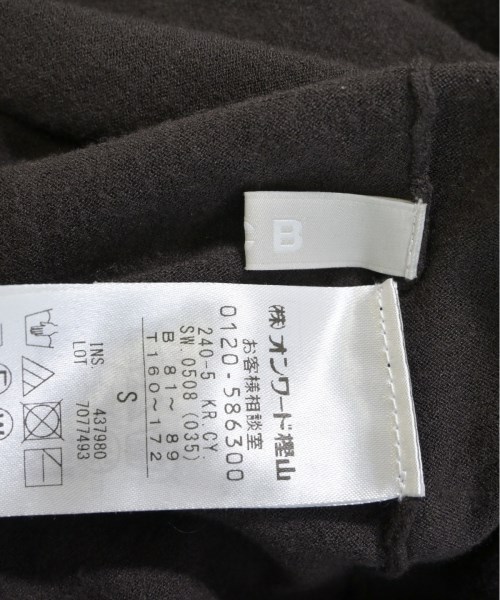 B
(株)オンワード樫山
お客様相談室
0120-586300
240-5 KR.CY.
SW.0508 (035)
B 81～ 89
T160～172
S
INS. 437980
LOT 7077493